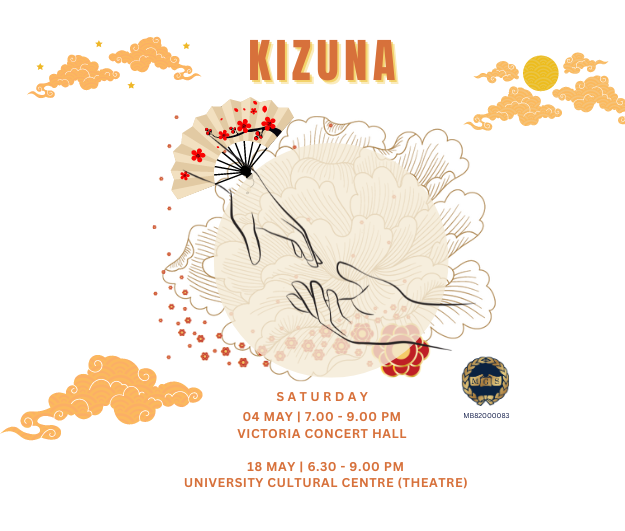 KIZUNA
SATURDAY
04 MAY | 7.00 - 9.00 PM
VICTORIA CONCERT HALL
MBS
MB82000083
18 MAY | 6.30 - 9.00 PM
UNIVERSITY CULTURAL CENTRE (THEATRE)